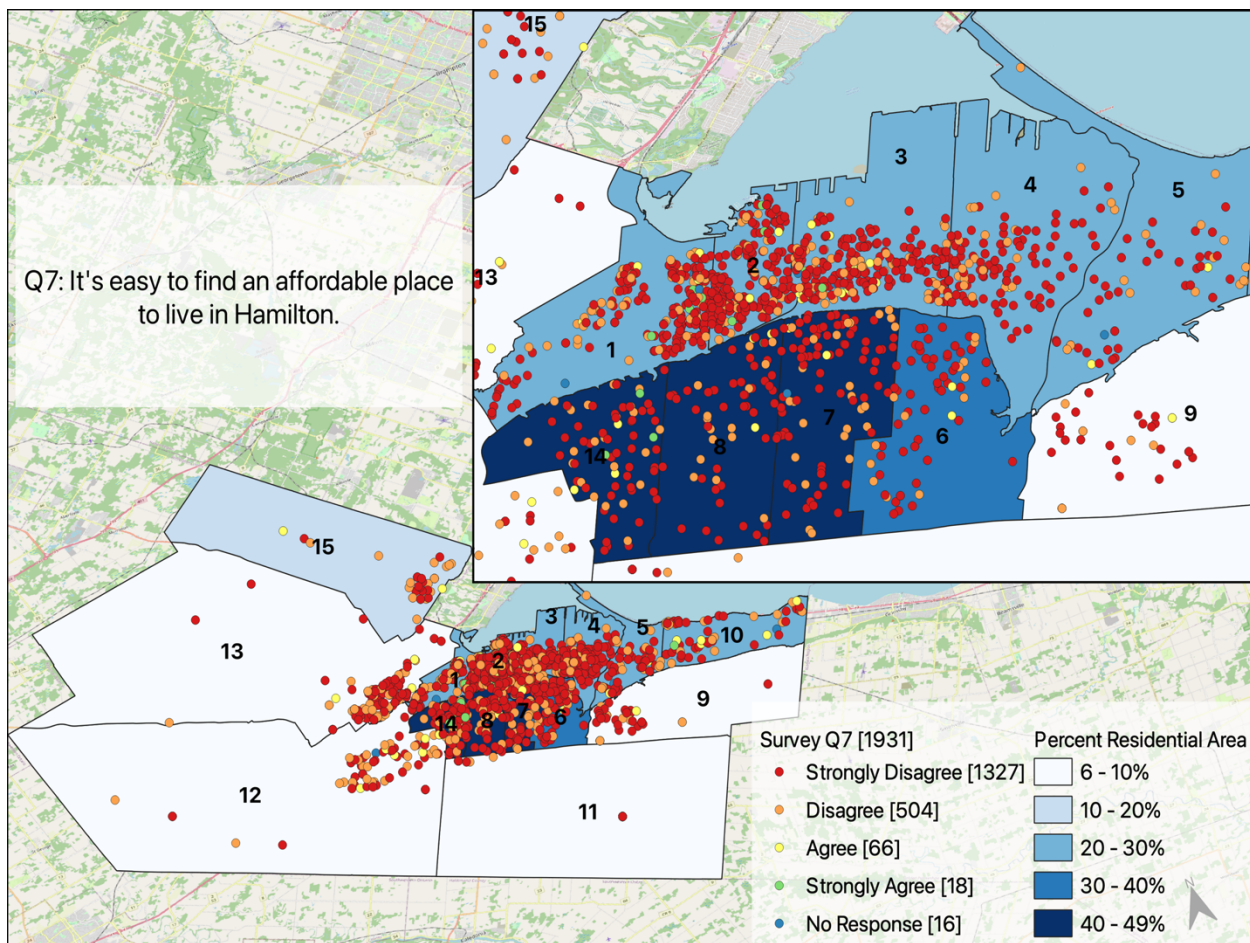 Q7: It's easy to find an affordable place
to live in Hamilton.
15
3
4
5
2
13
1
9
7
6
8
14
15
3
4
5
10
13
2
1
9
7
6
14
8
12
11
Survey Q7 [1931]
Strongly Disagree [1327]
Disagree [504]
Agree [66]
Strongly Agree [18]
No Response [16]
Percent Residential Area
6 - 10%
10 - 20%
20 - 30%
30 - 40%
40 - 49%